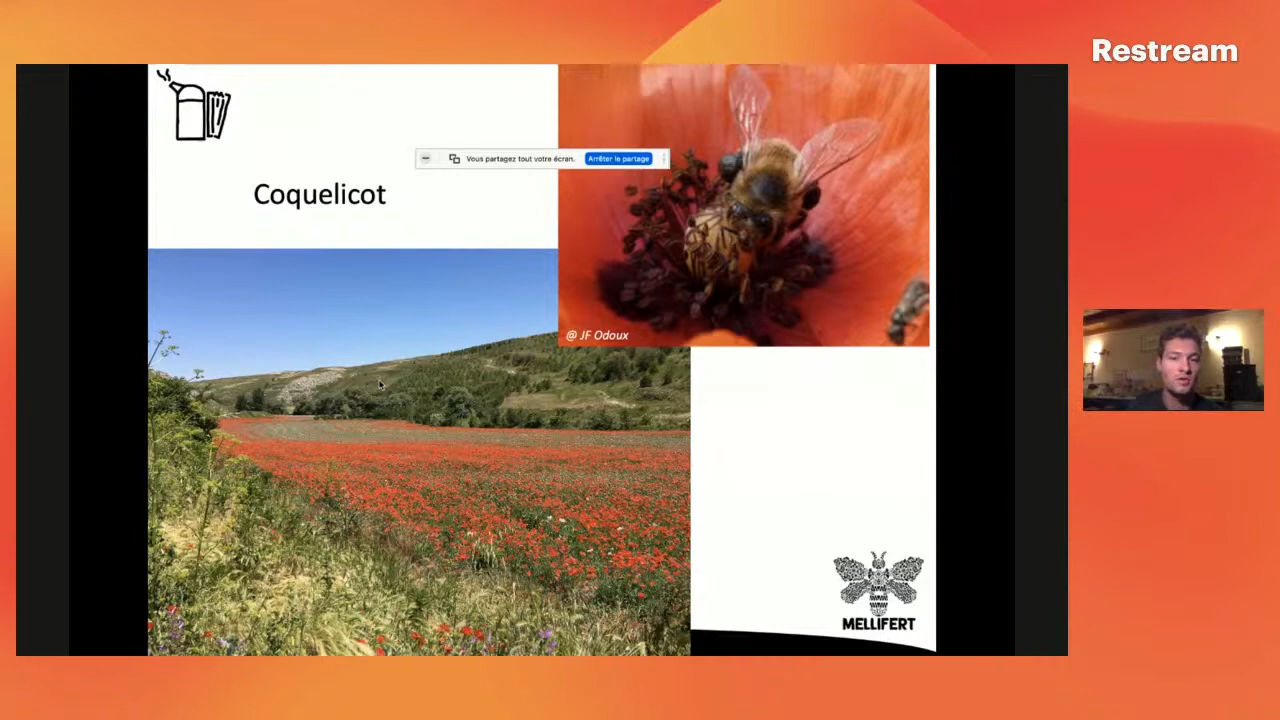 Restream
Vous partagez tout votre écran.
Arrêter le partage
Coquelicot
@ JF Odoux
MELLIFERT